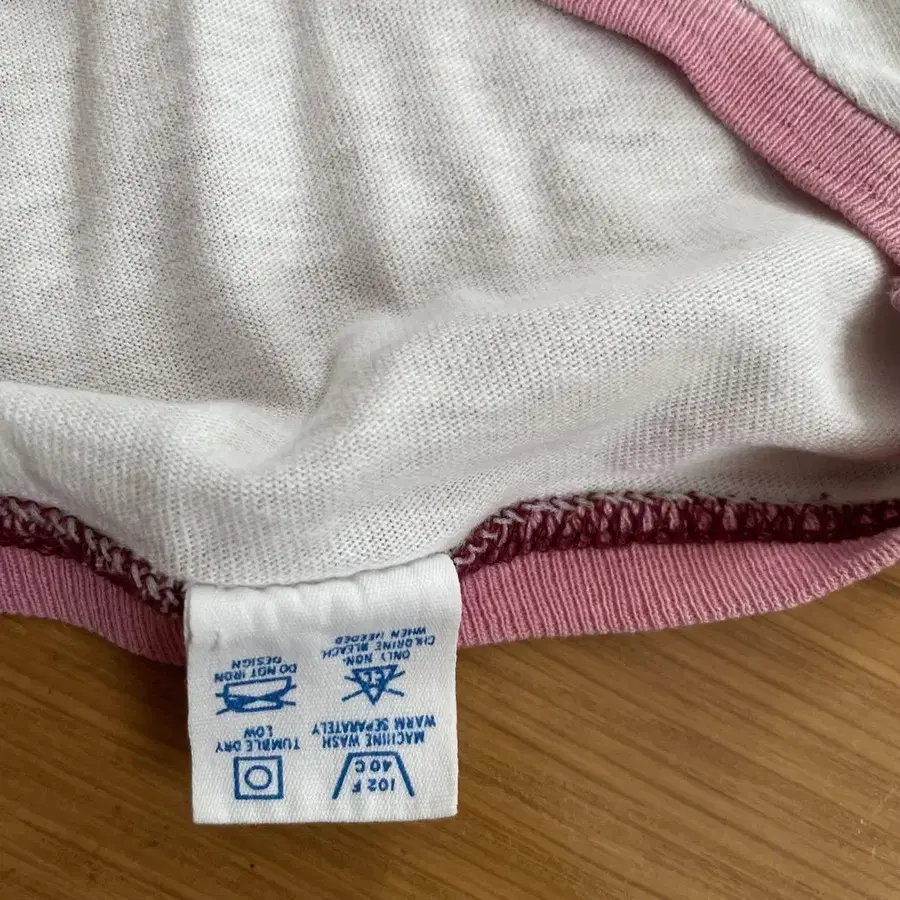 102 F
40 C
MACHINE WASH
WARM SEPARATELY
TUMBLE DRY
LOW
CL
ONLY NON-
CHLORINE BLEACH
WHEN NEEDED
DO NOT IRON
DESIGN